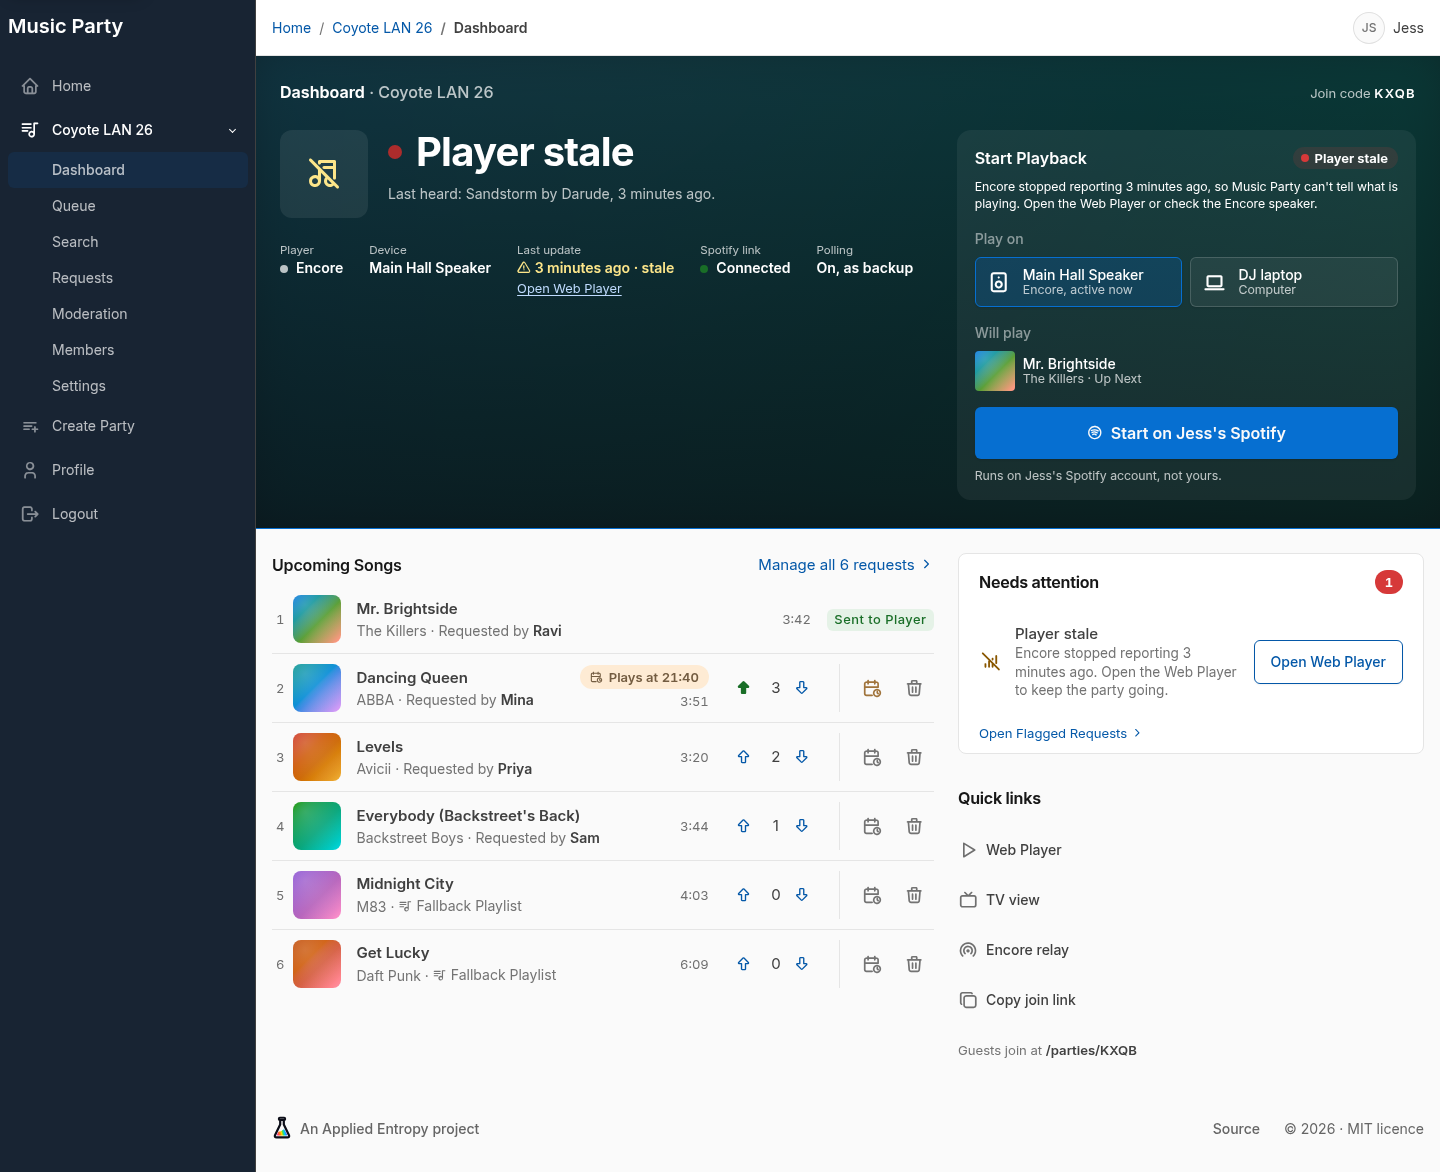 Music Party
Home
Coyote LAN 26
Dashboard
Queue
Search
Requests
Moderation
Members
Settings
Create Party
Profile
Logout
Home / Coyote LAN 26 / Dashboard
JS Jess
Dashboard · Coyote LAN 26
Join code KXQB
Player stale
Last heard: Sandstorm by Darude, 3 minutes ago.
Player
Encore
Device
Main Hall Speaker
Last update
3 minutes ago · stale
Open Web Player
Spotify link
Connected
Polling
On, as backup
Start Playback
Player stale
Encore stopped reporting 3 minutes ago, so Music Party can't tell what is
playing. Open the Web Player or check the Encore speaker.
Play on
Main Hall Speaker
Encore, active now
DJ laptop
Computer
Will play
Mr. Brightside
The Killers · Up Next
Start on Jess's Spotify
Runs on Jess's Spotify account, not yours.
Upcoming Songs
Manage all 6 requests
1
Mr. Brightside
The Killers · Requested by Ravi
3:42
Sent to Player
2
Dancing Queen
ABBA · Requested by Mina
Plays at 21:40
3:51
3
3
Levels
Avicii · Requested by Priya
3:20
2
4
Everybody (Backstreet's Back)
Backstreet Boys · Requested by Sam
3:44
1
5
Midnight City
M83 · Fallback Playlist
4:03
0
6
Get Lucky
Daft Punk · Fallback Playlist
6:09
0
Needs attention
1
Player stale
Encore stopped reporting 3
minutes ago. Open the Web Player
to keep the party going.
Open Web Player
Open Flagged Requests
Quick links
Web Player
TV view
Encore relay
Copy join link
Guests join at /parties/KXQB
An Applied Entropy project
Source
© 2026 · MIT licence